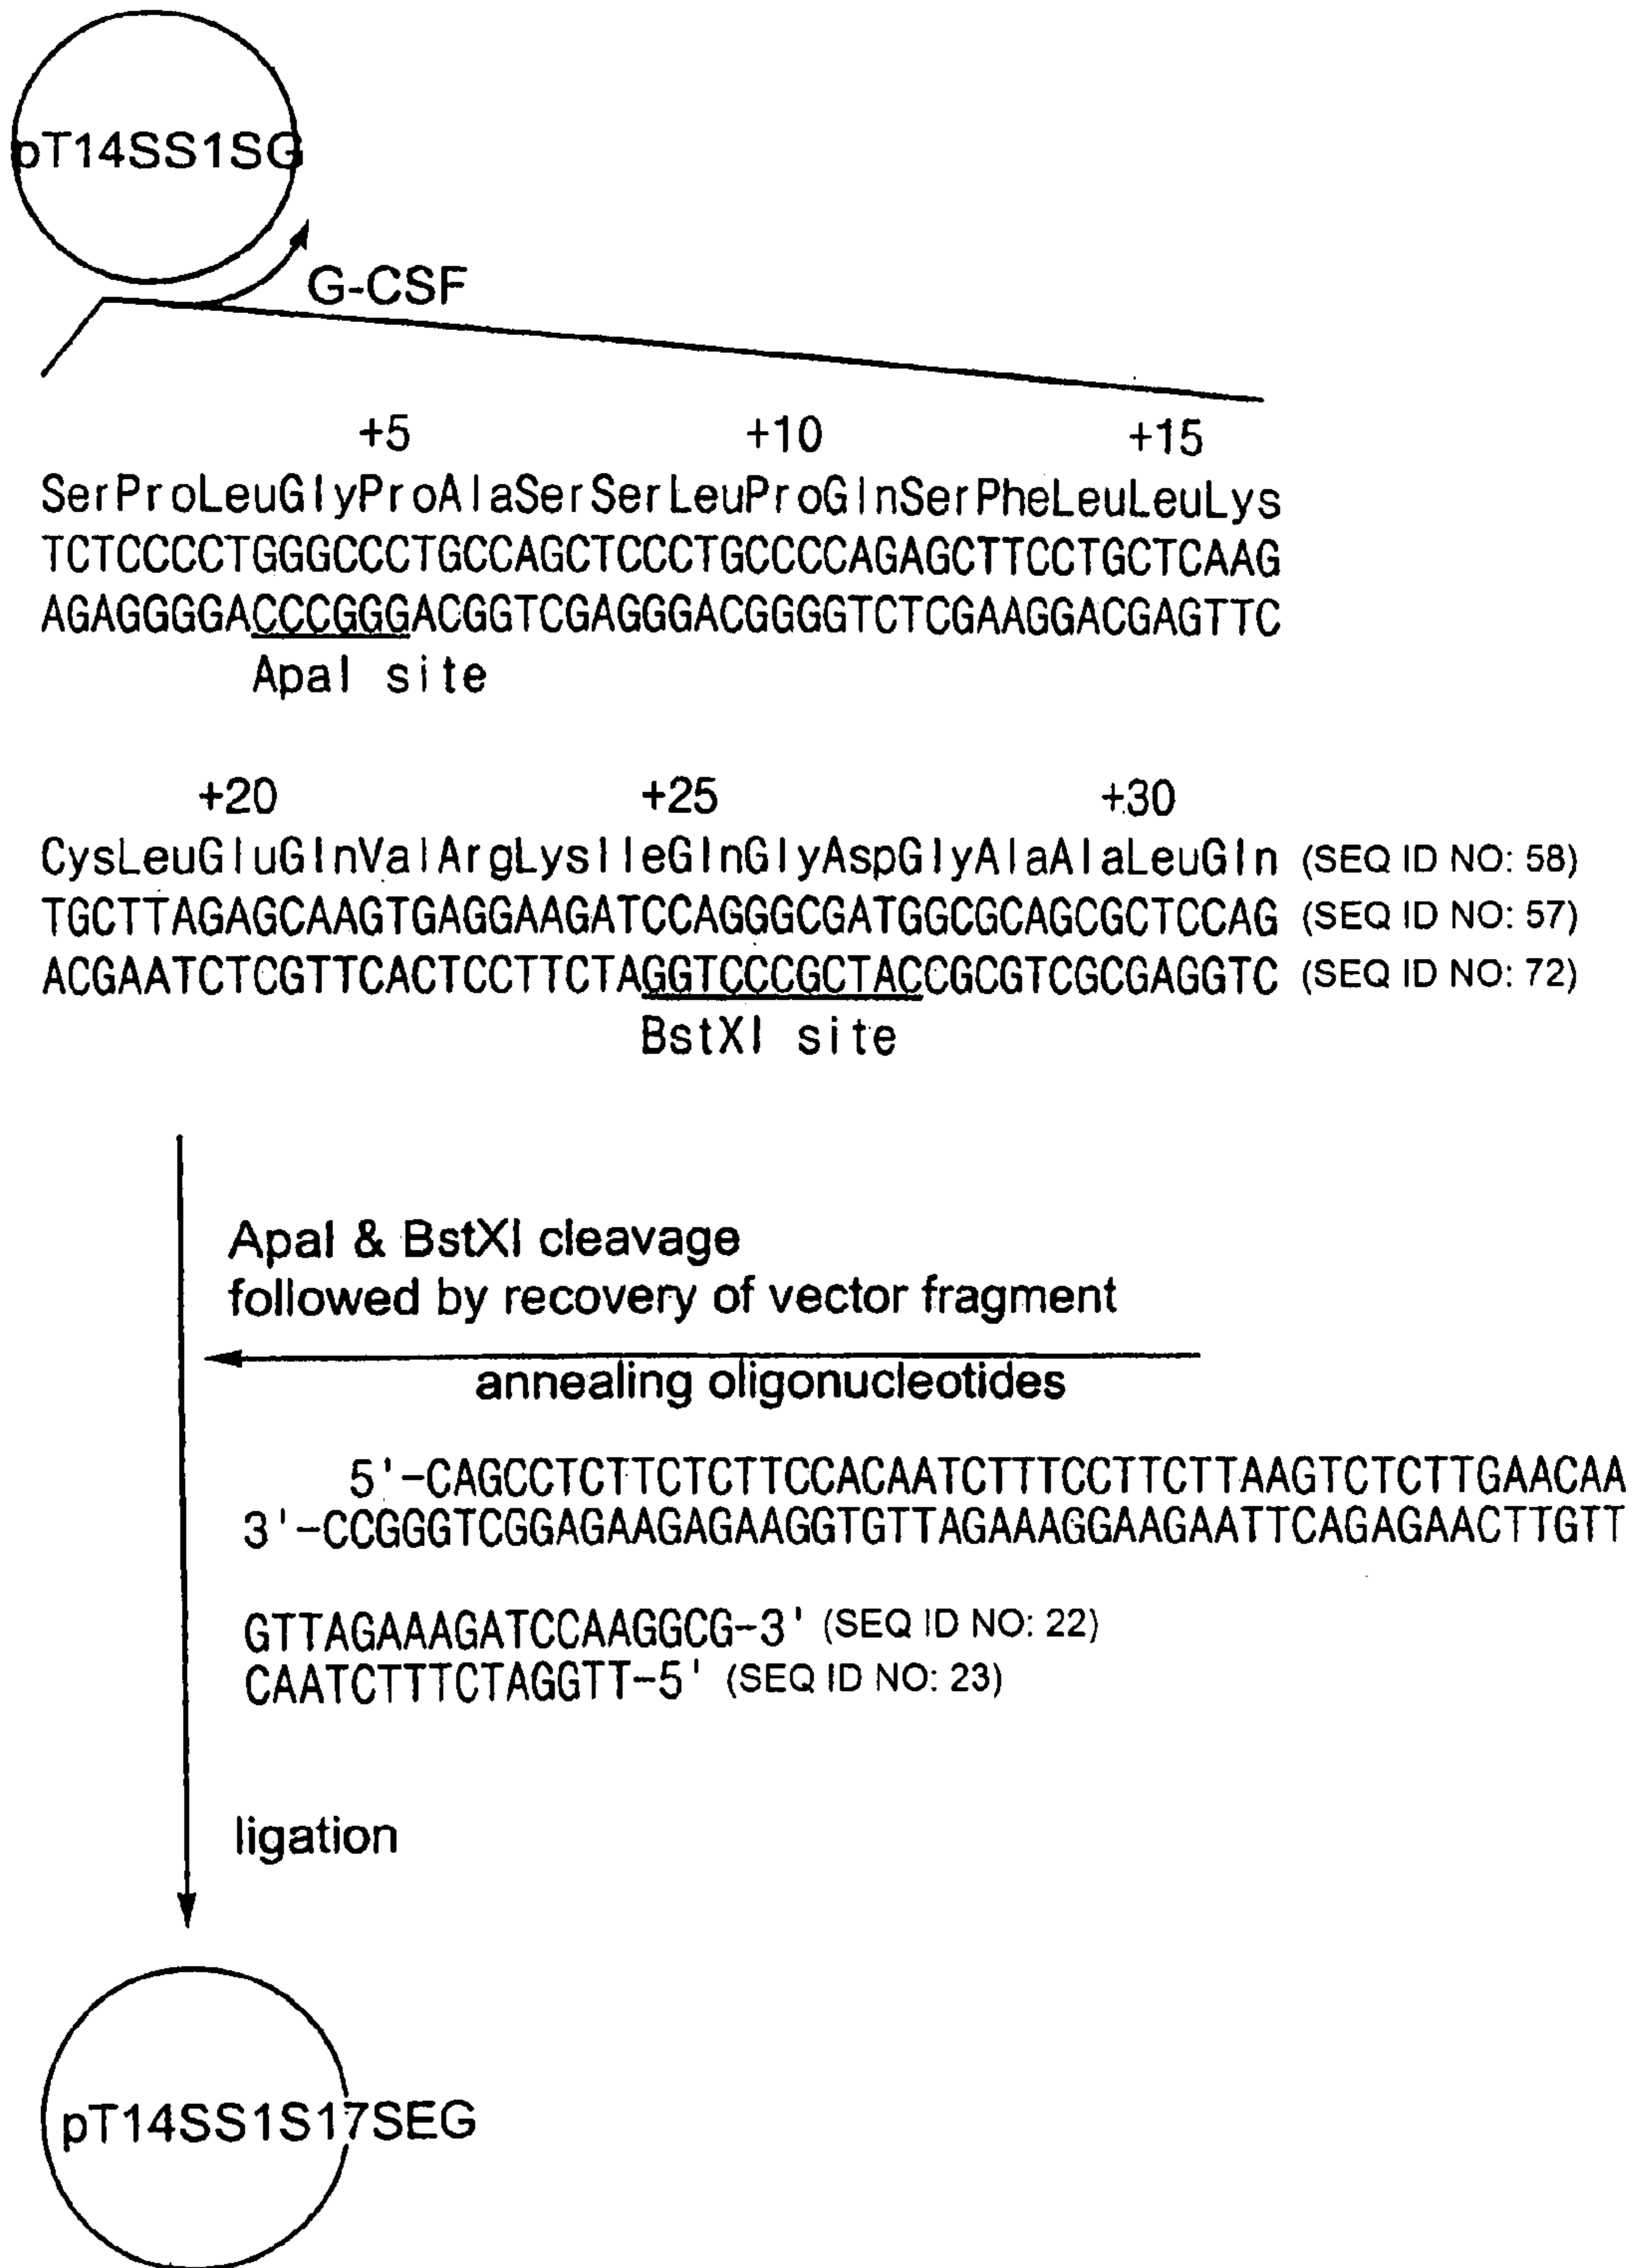 pT14SS1SG
G-CSF
+5 +10 +15
SerProLeuGlyProAlaSerSerLeuProGlnSerPheLeuLeuLys
TCTCCCCTGGGCCCTGCCAGCTCCCTGCCCCAGAGCTTCCTGCTCAAG
AGAGGGGACCCGGGACGGTCGAGGGACGGGGTCTCGAAGGACGAGTTC
ApaI site
+20 +25 +30
CysLeuGluGlnValArgLysIleGlnGlyAspGlyAlaAlaLeuGln (SEQ ID NO: 58)
TGCTTAGAGCAAGTGAGGAAGATCCAGGGCGATGGCGCAGCGCTCCAG (SEQ ID NO: 57)
ACGAATCTCGTTCACTCCTTCTAGGTCCCGCTACCGCGTCGCGAGGTC (SEQ ID NO: 72)
BstXI site
ApaI & BstXI cleavage
followed by recovery of vector fragment
annealing oligonucleotides
5'-CAGCCTCTTCTCTTCCACAATCTTTCCTTCTTAAGTCTCTTGAACAA
3'-CCGGGTCGGAGAAGAGAAGGTGTTAGAAAGGAAGAATTCAGAGAACTTGTT
GTTAGAAAGATCCAAGGCG-3' (SEQ ID NO: 22)
CAATCTTTCTAGGTT-5' (SEQ ID NO: 23)
ligation
pT14SS1S17SEG